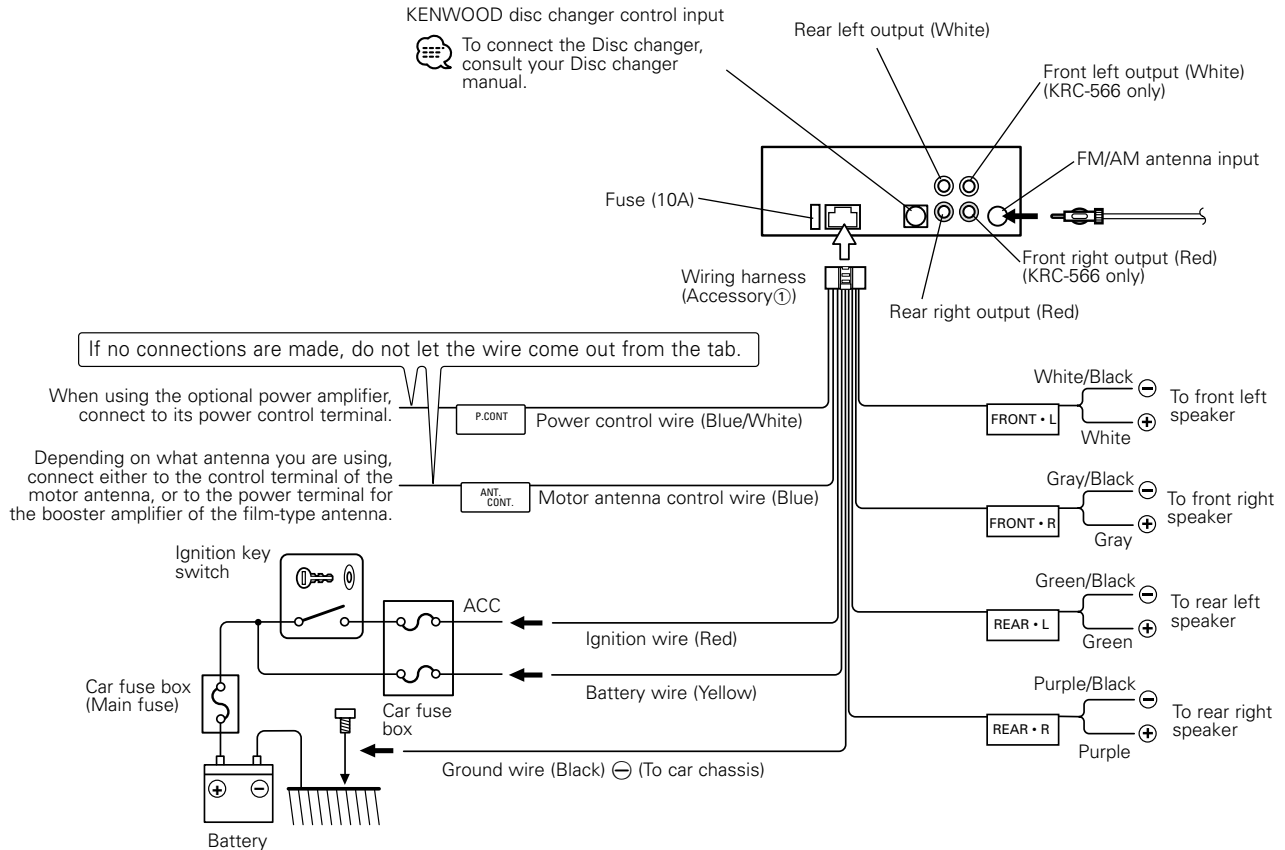 KENWOOD disc changer control input
To connect the Disc changer,
consult your Disc changer
manual.
Rear left output (White)
Front left output (White)
(KRC-566 only)
FM/AM antenna input
Fuse (10A)
Front right output (Red)
(KRC-566 only)
Rear right output (Red)
Wiring harness
(Accessory①)
If no connections are made, do not let the wire come out from the tab.
When using the optional power amplifier,
connect to its power control terminal.
P.CONT
Power control wire (Blue/White)
Depending on what antenna you are using,
connect either to the control terminal of the
motor antenna, or to the power terminal for
the booster amplifier of the film-type antenna.
ANT.
CONT.
Motor antenna control wire (Blue)
White/Black
⊖
To front left
speaker
FRONT • L
⊕
White
Gray/Black
⊖
To front right
speaker
FRONT • R
⊕
Gray
Green/Black
⊖
To rear left
speaker
REAR • L
⊕
Green
Purple/Black
⊖
To rear right
speaker
REAR • R
⊕
Purple
Ignition key
switch
ACC
Ignition wire (Red)
Battery wire (Yellow)
Car fuse box
(Main fuse)
Car fuse
box
Ground wire (Black) ⊖ (To car chassis)
⊕ ⊖
Battery